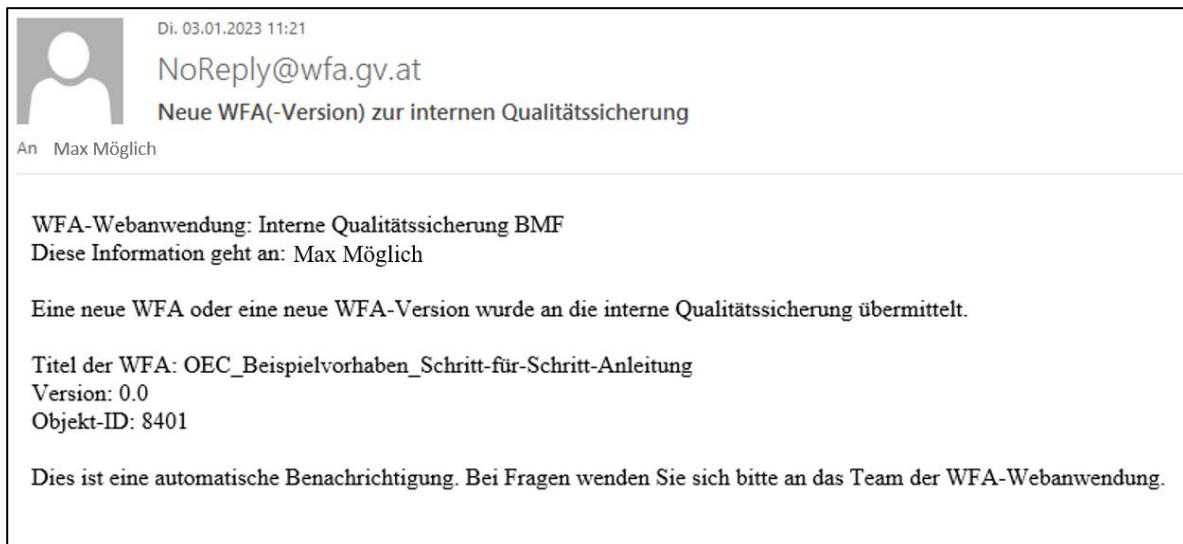 Di. 03.01.2023 11:21
NoReply@wfa.gv.at
Neue WFA(-Version) zur internen Qualitätssicherung
An Max Möglich
WFA-Webanwendung: Interne Qualitätssicherung BMF
Diese Information geht an: Max Möglich
Eine neue WFA oder eine neue WFA-Version wurde an die interne Qualitätssicherung übermittelt.
Titel der WFA: OEC_Beispielvorhaben_Schritt-für-Schritt-Anleitung
Version: 0.0
Objekt-ID: 8401
Dies ist eine automatische Benachrichtigung. Bei Fragen wenden Sie sich bitte an das Team der WFA-Webanwendung.